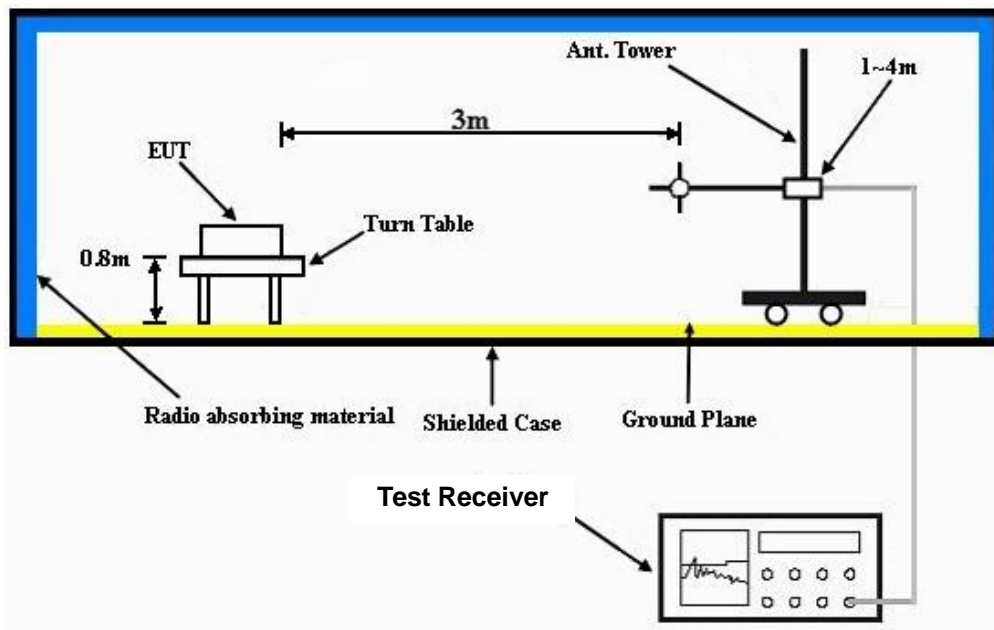 Ant. Tower
1~4m
3m
EUT
Turn Table
0.8m
Radio absorbing material
Shielded Case
Ground Plane
Test Receiver